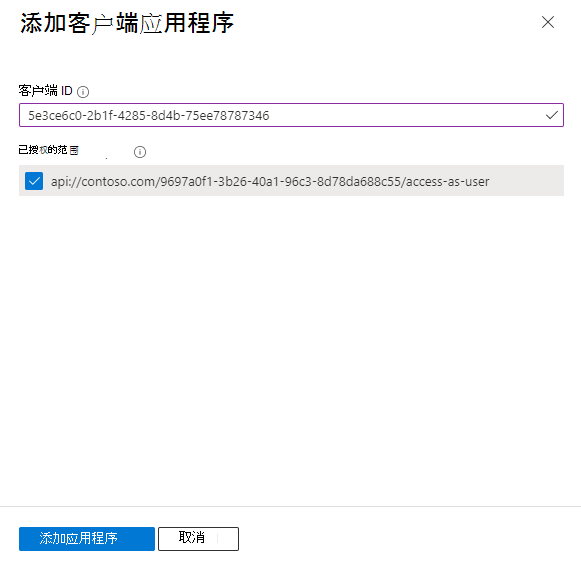 添加客户端应用程序
客户端 ID
5e3ce6c0-2b1f-4285-8d4b-75ee78787346
已授权的范围
api://contoso.com/9697a0f1-3b26-40a1-96c3-8d78da688c55/access-as-user
添加应用程序
取消